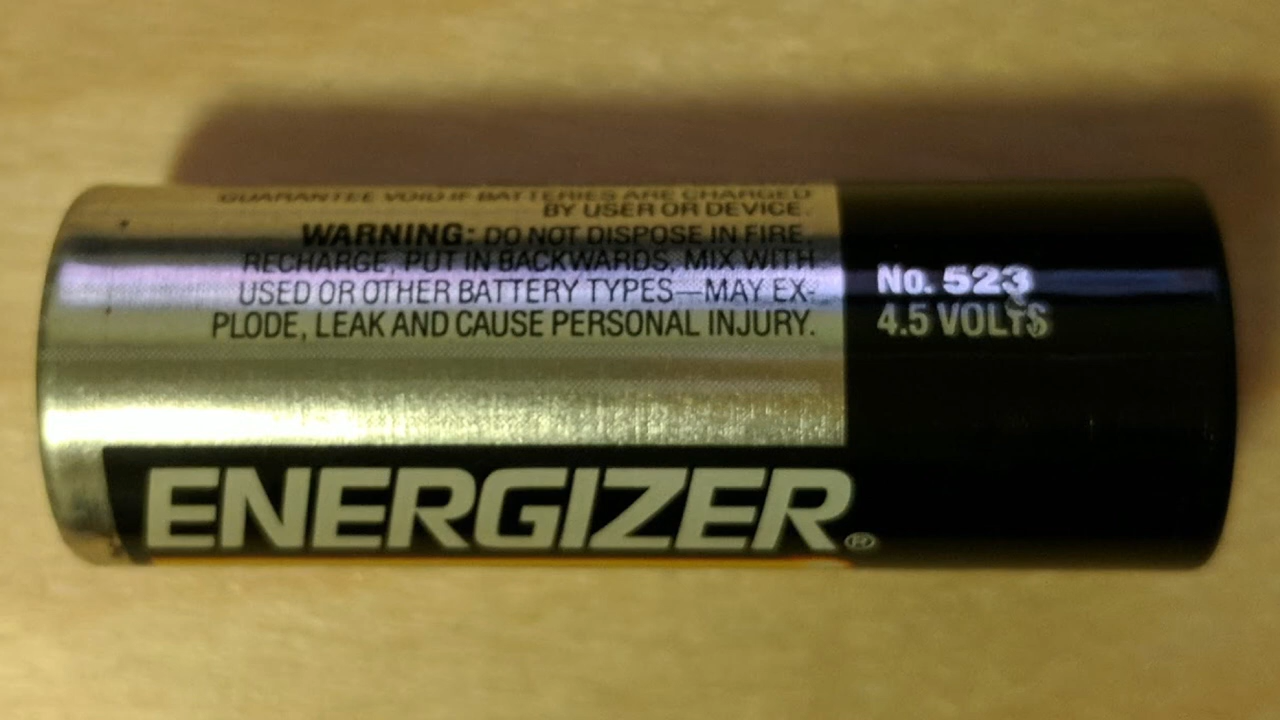 GUARANTEE VOID IF BATTERIES ARE CHARGED
BY USER OR DEVICE.
WARNING: DO NOT DISPOSE IN FIRE,
RECHARGE, PUT IN BACKWARDS, MIX WITH
USED OR OTHER BATTERY TYPES—MAY EX-
PLODE, LEAK AND CAUSE PERSONAL INJURY.
No. 523
4.5 VOLTS
ENERGIZER®